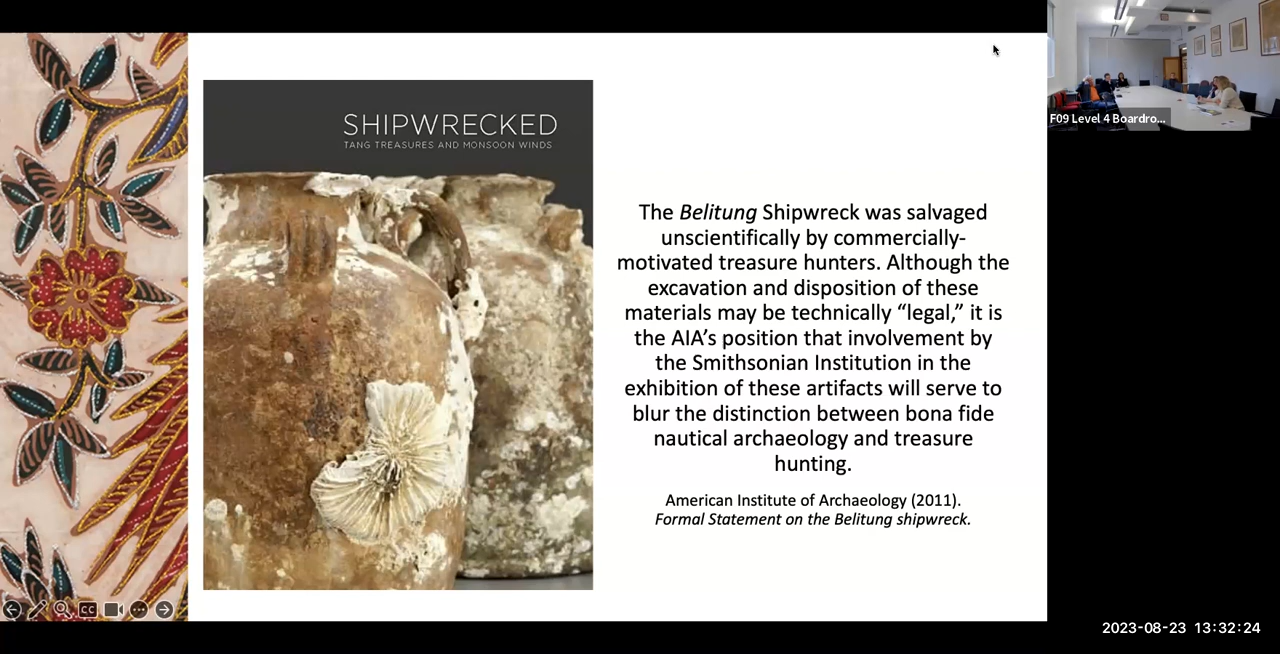 SHIPWRECKED
TANG TREASURES AND MONSOON WINDS
The Belitung Shipwreck was salvaged
unscientifically by commercially-
motivated treasure hunters. Although the
excavation and disposition of these
materials may be technically “legal,” it is
the AIA’s position that involvement by
the Smithsonian Institution in the
exhibition of these artifacts will serve to
blur the distinction between bona fide
nautical archaeology and treasure
hunting.
American Institute of Archaeology (2011).
Formal Statement on the Belitung shipwreck.
F09 Level 4 Boardro...
CC
2023-08-23 13:32:24